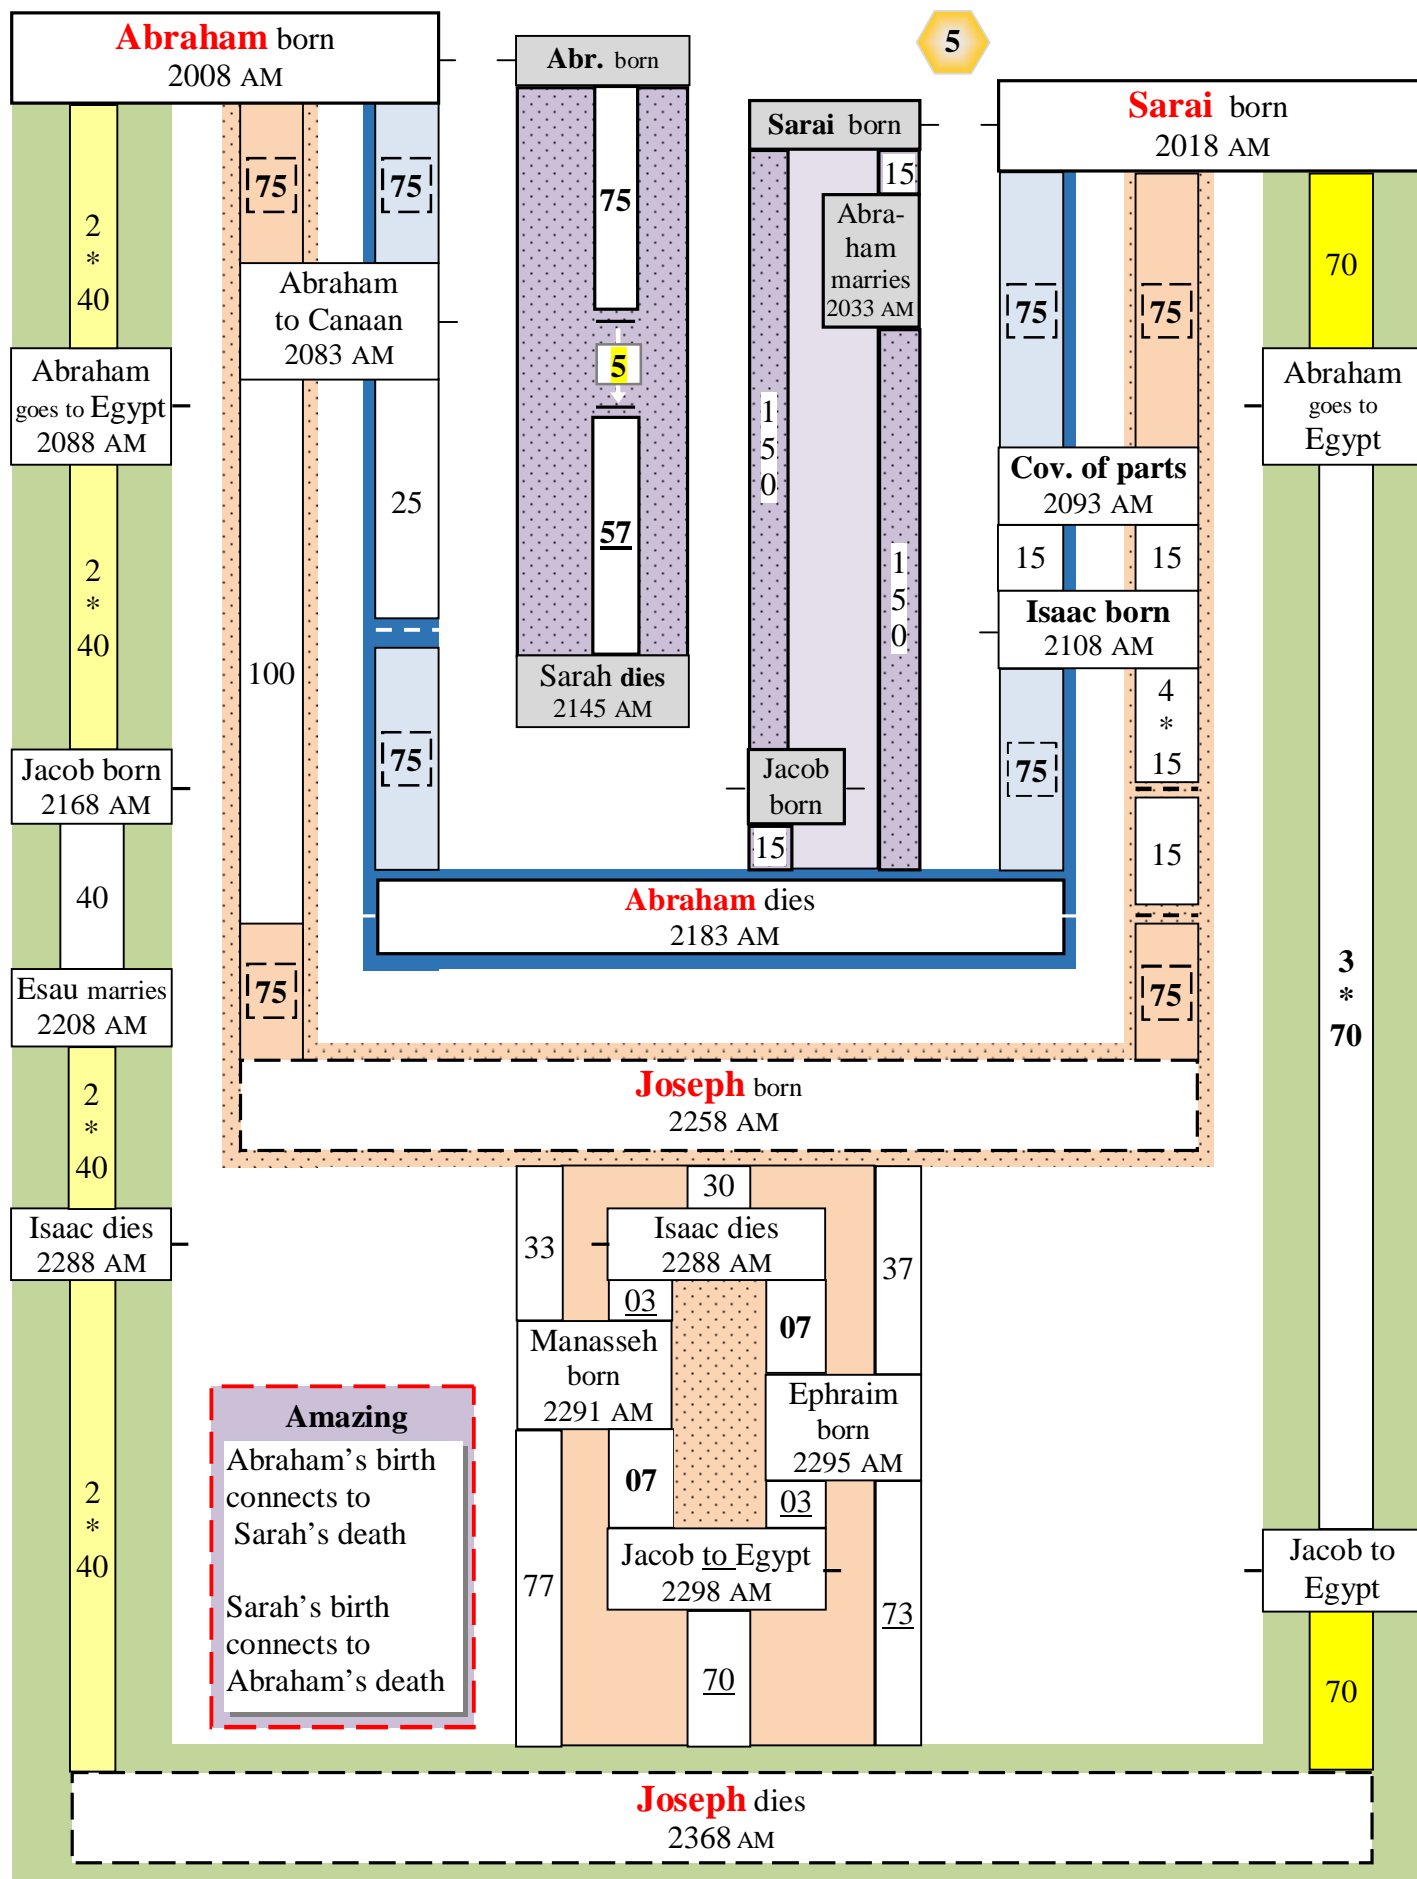 5
Abraham born
2008 AM
Abr. born
Sarai born
Sarai born
2018 AM
75
75
75
15
2
*
40
Abra-
ham
marries
2033 AM
70
Abraham
to Canaan
2083 AM
75
75
5
Abraham
goes to Egypt
2088 AM
Abraham
goes to
Egypt
1
5
0
Cov. of parts
2093 AM
25
57
15
15
1
5
0
2
*
40
Isaac born
2108 AM
100
Sarah dies
2145 AM
4
*
15
75
75
Jacob born
2168 AM
Jacob
born
15
15
40
Abraham dies
2183 AM
3
*
70
Esau marries
2208 AM
75
75
Joseph born
2258 AM
2
*
40
30
Isaac dies
2288 AM
Isaac dies
2288 AM
33
37
03
07
Manasseh
born
2291 AM
Ephraim
born
2295 AM
07
03
Amazing
Abraham’s birth
connects to
Sarah’s death
Sarah’s birth
connects to
Abraham’s death
2
*
40
Jacob to Egypt
2298 AM
Jacob to
Egypt
77
73
70
70
Joseph dies
2368 AM